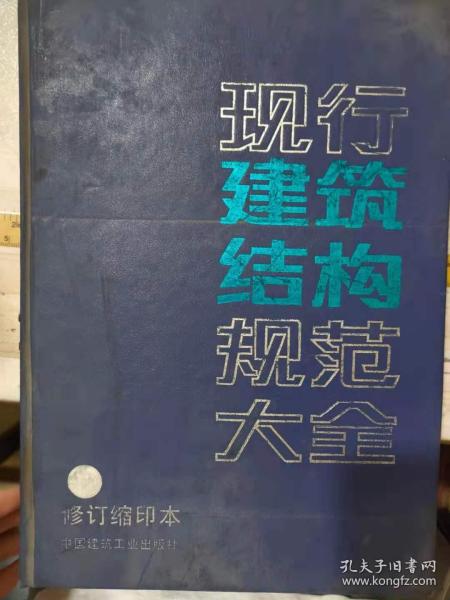 现行
建筑
结构
规范
大全
修订缩印本
中国建筑工业出版社
孔夫子旧书网
www.kongfz.com